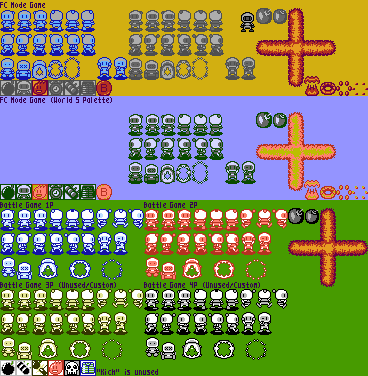 FC Mode Game
FC Mode Game (World 5 Palette)
Battle Game 1P
Battle Game 2P
Battle Game 3P (Unused/Custom)
Battle Game 4P (Unused/Custom)
"Kick" is unused